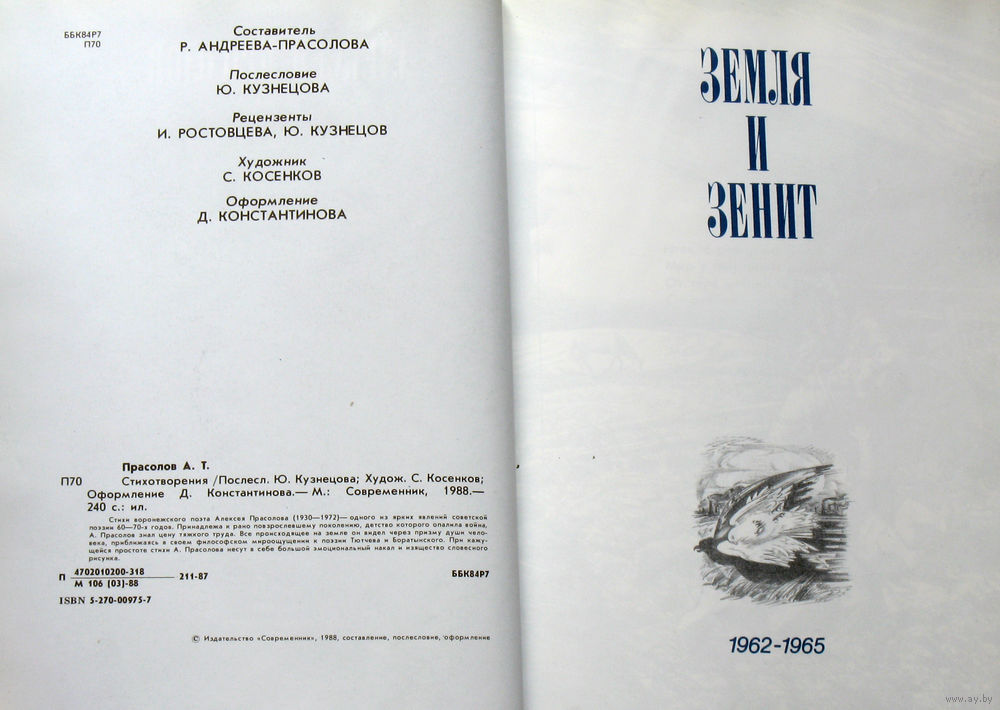 ББК84Р7
П70
Составитель
Р. АНДРЕЕВА-ПРАСОЛОВА
Послесловие
Ю. КУЗНЕЦОВА
Рецензенты
И. РОСТОВЦЕВА, Ю. КУЗНЕЦОВ
Художник
С. КОСЕНКОВ
Оформление
Д. КОНСТАНТИНОВА
Прасолов А. Т.
П70 Стихотворения /Послесл. Ю. Кузнецова; Худож. С. Косенков;
Оформление Д. Константинова.— М.: Современник, 1988.—
240 с.: ил.
Стихи воронежского поэта Алексея Прасолова (1930—1972)— одного из ярких явлений советской
поэзии 60—70-х годов. Принадлежа к рано повзрослевшему поколению, детство которого опалила война,
А. Прасолов знал цену тяжкого труда. Все происходящее на земле он видел через призму души чело-
века, приближаясь в своем философском мироощущении к поэзии Тютчева и Боратынского. При кажу-
щейся простоте стихи А. Прасолова несут в себе большой эмоциональный накал и изящество словесного
рисунка.
П 4702010200-318
М 106 (03)-88 211-87 ББК84Р7
ISBN 5-270-00975-7
© Издательство «Современник», 1988, составление, послесловие, оформление
ЗЕМЛЯ
И
ЗЕНИТ
1962-1965
www.ay.by